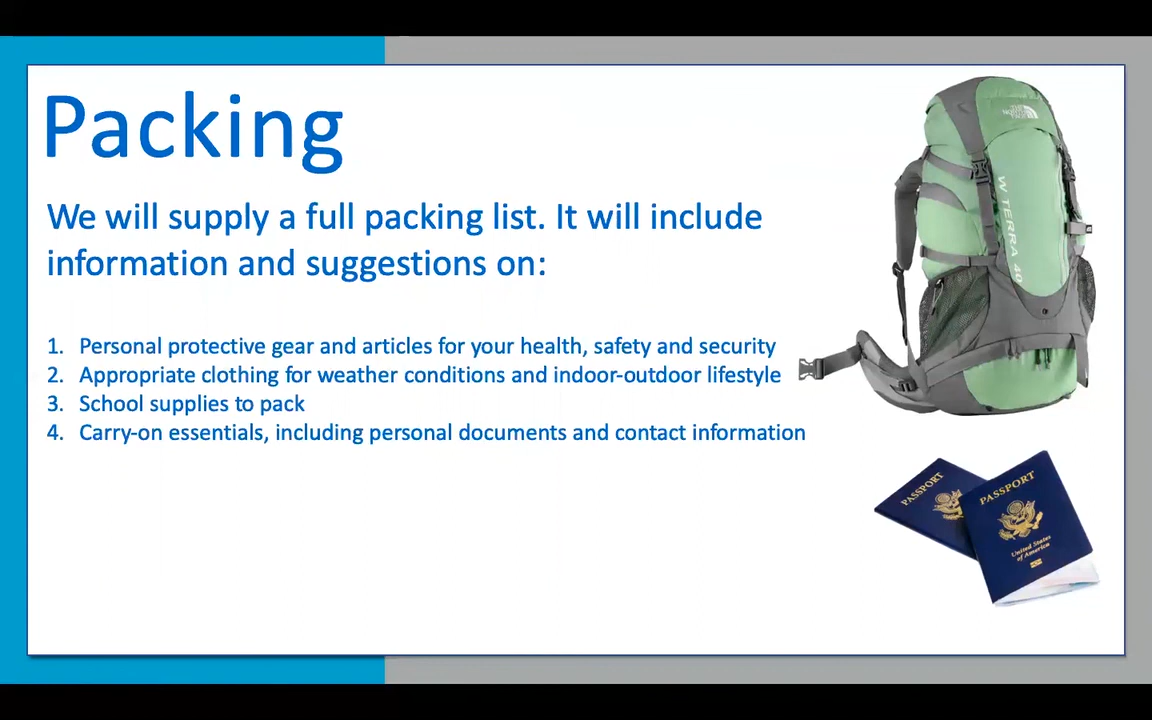 Packing
We will supply a full packing list. It will include
information and suggestions on:
1. Personal protective gear and articles for your health, safety and security
2. Appropriate clothing for weather conditions and indoor-outdoor lifestyle
3. School supplies to pack
4. Carry-on essentials, including personal documents and contact information
THE
NORTH
FACE
W TERRA 40
PASSPORT
PASSPORT
United States
of America